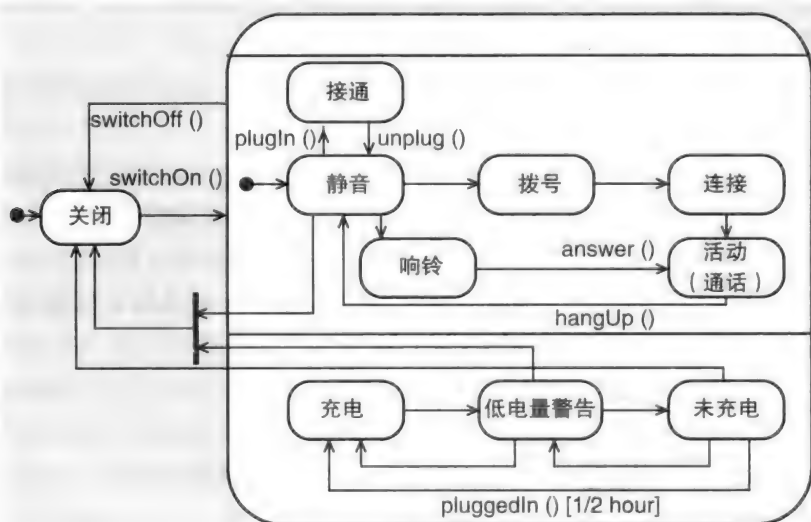 接通
switchOff ()
plugIn ()
unplug ()
switchOn ()
关闭
静音
拨号
连接
响铃
answer ()
活动
（通话）
hangUp ()
充电
低电量警告
未充电
pluggedIn () [1/2 hour]